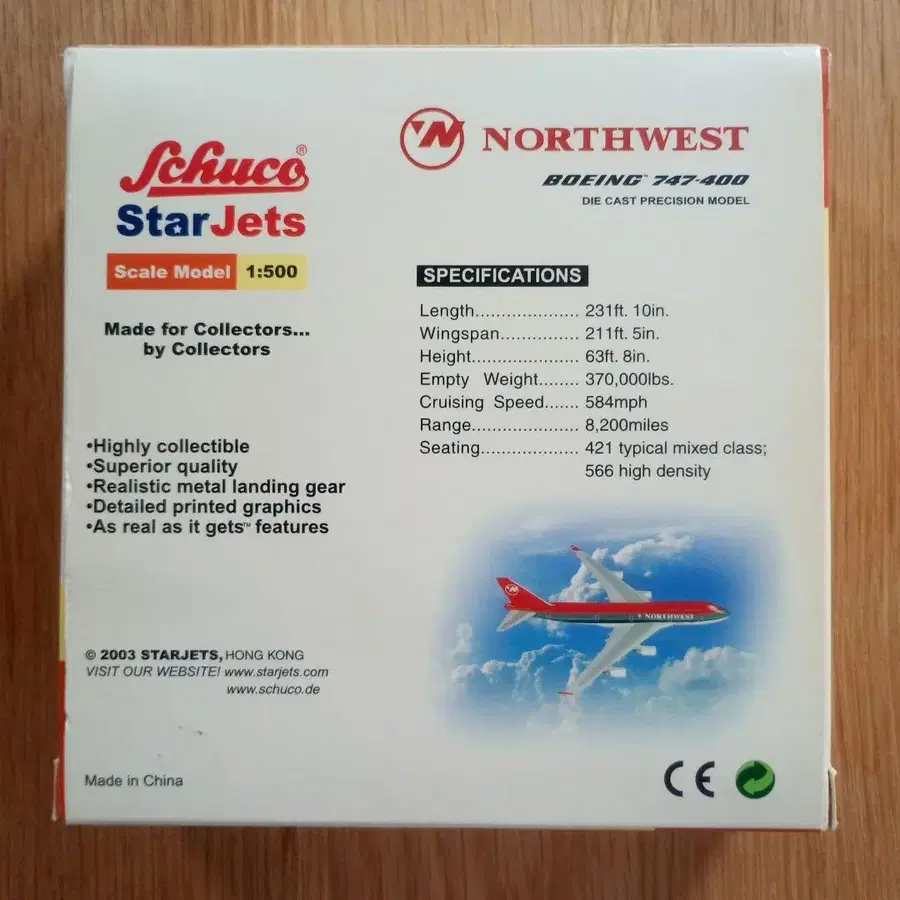 Schuco®
StarJets
Scale Model 1:500
Made for Collectors...
by Collectors
•Highly collectible
•Superior quality
•Realistic metal landing gear
•Detailed printed graphics
•As real as it gets™ features
© 2003 STARJETS, HONG KONG
VISIT OUR WEBSITE! www.starjets.com
www.schuco.de
Made in China
NORTHWEST
BOEING™ 747-400
DIE CAST PRECISION MODEL
SPECIFICATIONS
Length.................... 231ft. 10in.
Wingspan............... 211ft. 5in.
Height..................... 63ft. 8in.
Empty Weight........ 370,000lbs.
Cruising Speed....... 584mph
Range..................... 8,200miles
Seating................... 421 typical mixed class;
566 high density
NORTHWEST
CE